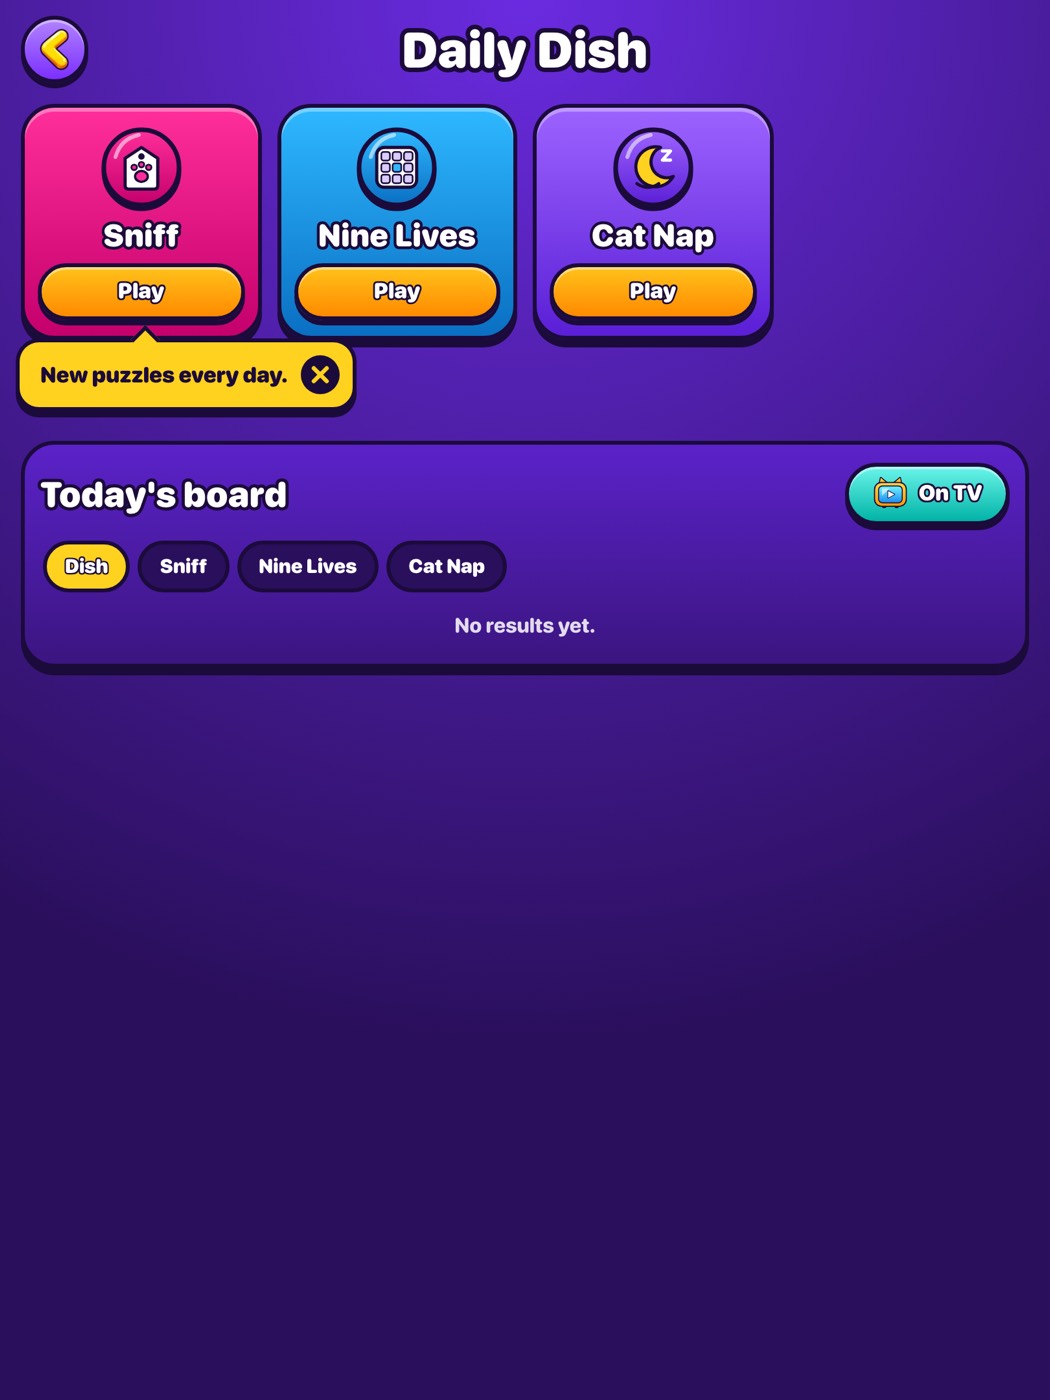 Daily Dish
Sniff
Nine Lives
Z
Cat Nap
Play
Play
Play
New puzzles every day.
Today's board
On TV
Dish
Sniff
Nine Lives
Cat Nap
No results yet.